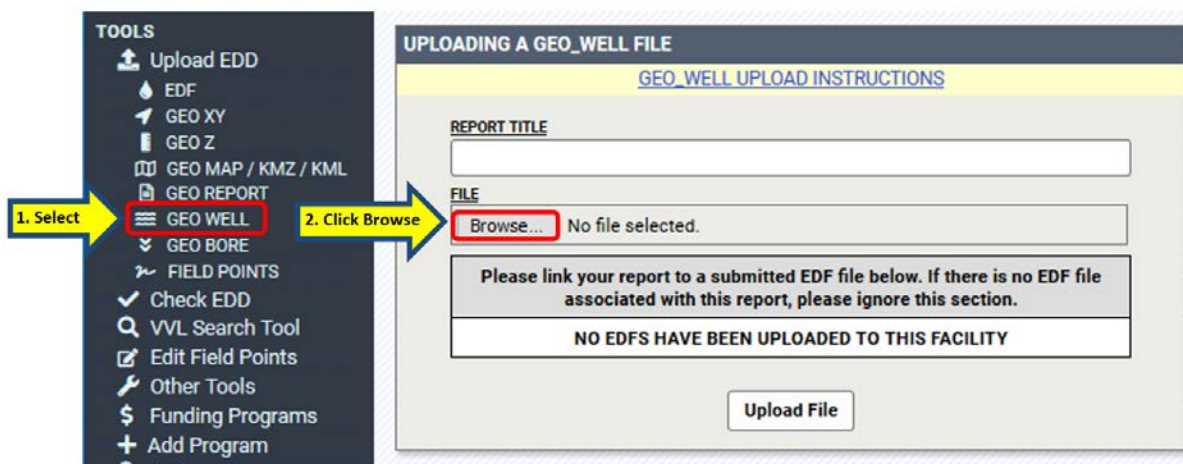 TOOLS
Upload EDD
EDF
GEO XY
GEO Z
GEO MAP / KMZ / KML
GEO REPORT
1. Select
GEO WELL
GEO BORE
FIELD POINTS
Check EDD
VVL Search Tool
Edit Field Points
Other Tools
$ Funding Programs
Add Program
UPLOADING A GEO_WELL FILE
GEO_WELL UPLOAD INSTRUCTIONS
REPORT TITLE
FILE
2. Click Browse
Browse... No file selected.
Please link your report to a submitted EDF file below. If there is no EDF file
associated with this report, please ignore this section.
NO EDFS HAVE BEEN UPLOADED TO THIS FACILITY
Upload File